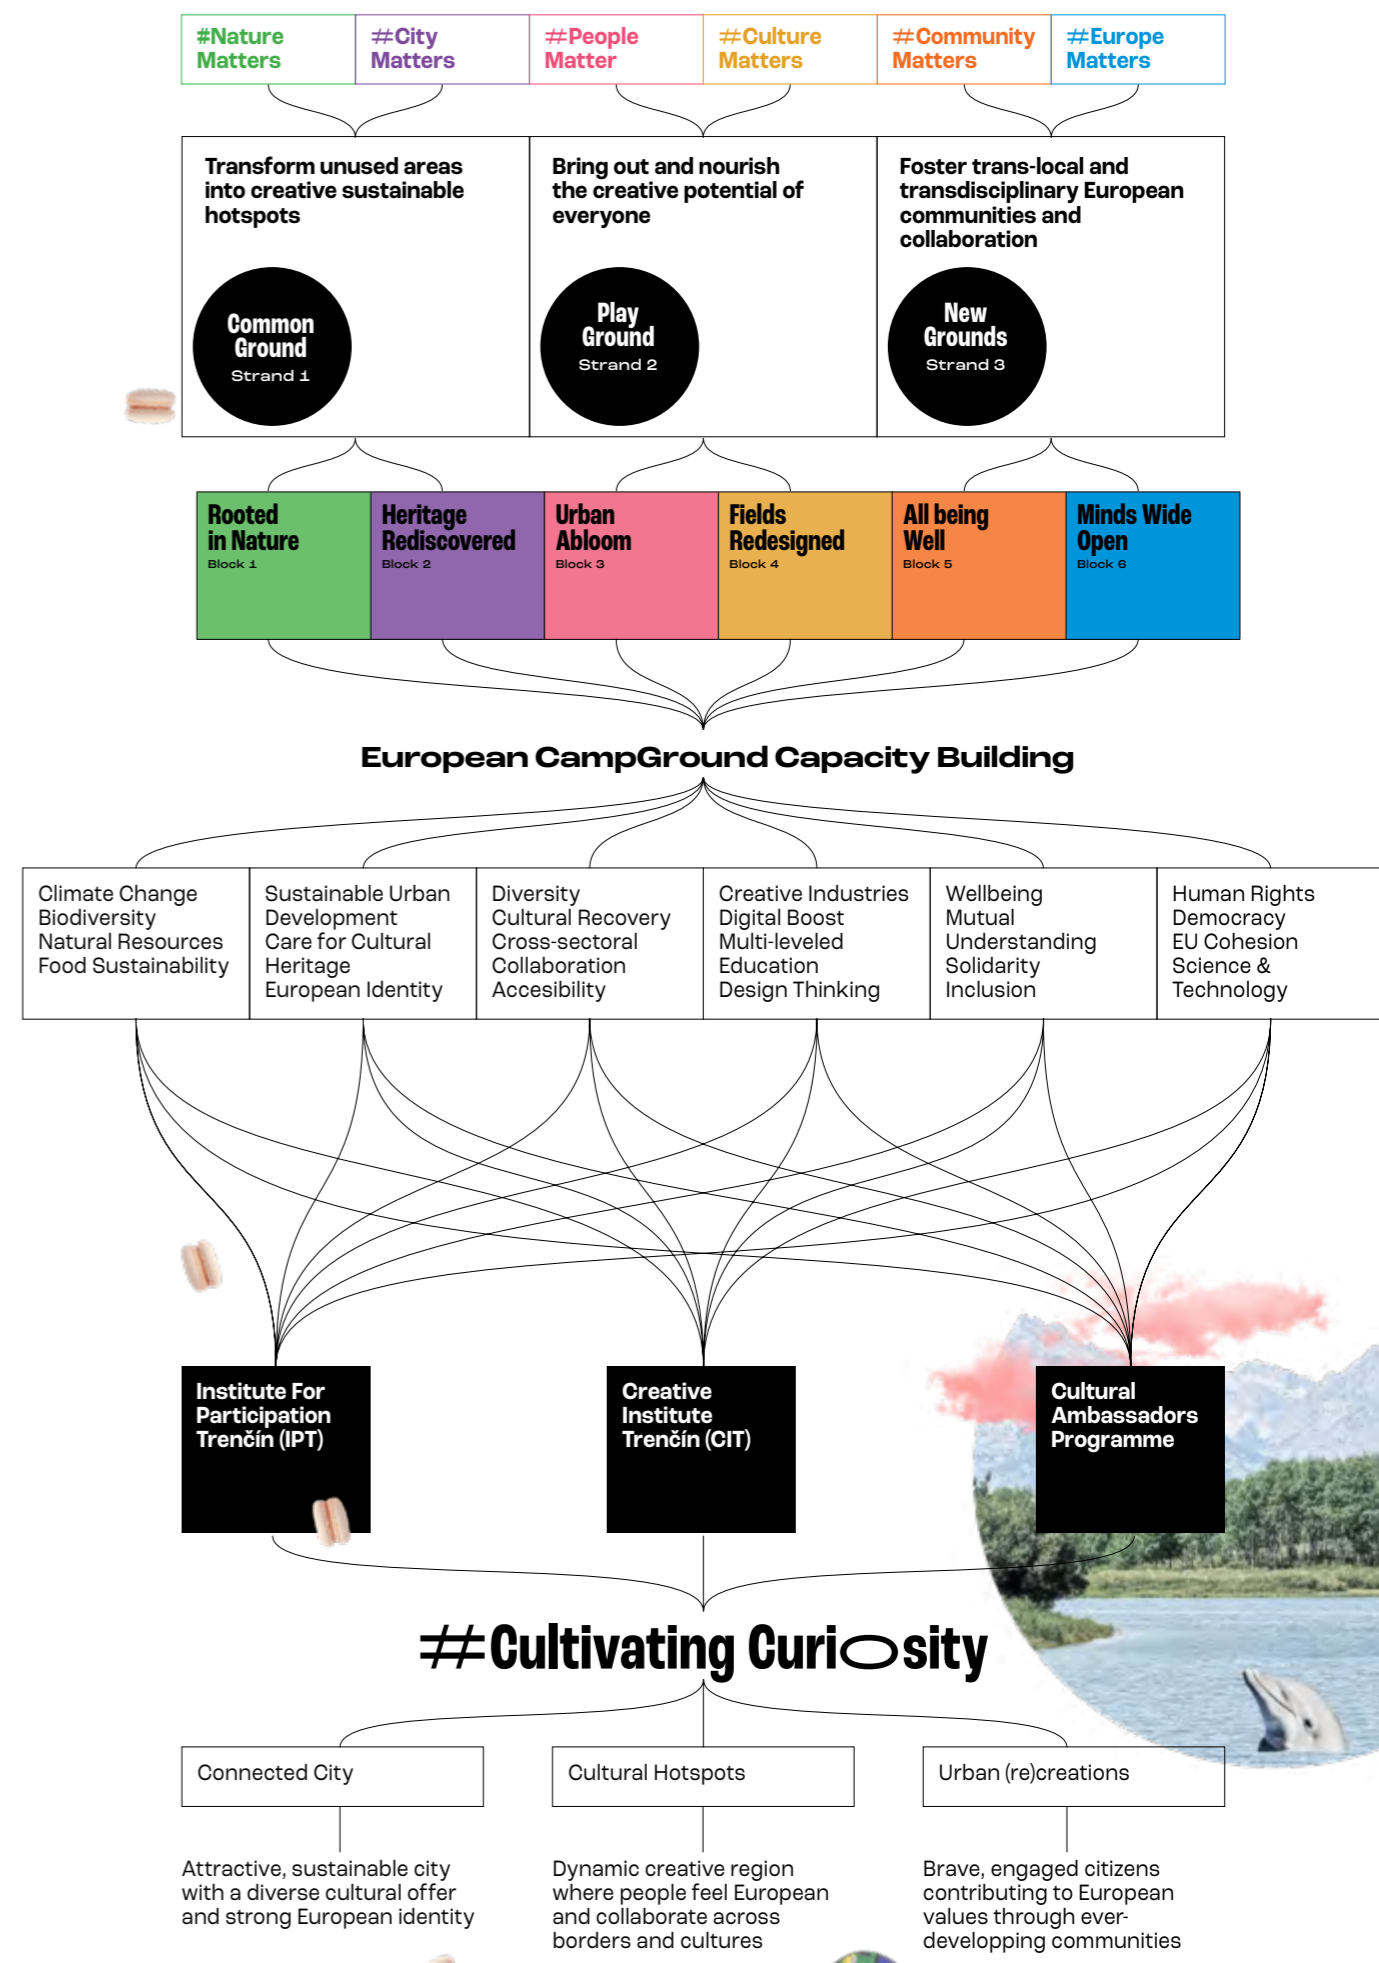 #Nature
Matters
#City
Matters
#People
Matter
#Culture
Matters
#Community
Matters
#Europe
Matters
Transform unused areas
into creative sustainable
hotspots
Common
Ground
Strand 1
Bring out and nourish
the creative potential of
everyone
Play
Ground
Strand 2
Foster trans-local and
transdisciplinary European
communities and
collaboration
New
Grounds
Strand 3
Rooted
in Nature
Block 1
Heritage
Rediscovered
Block 2
Urban
Abloom
Block 3
Fields
Redesigned
Block 4
All being
Well
Block 5
Minds Wide
Open
Block 6
European CampGround Capacity Building
Climate Change
Biodiversity
Natural Resources
Food Sustainability
Sustainable Urban
Development
Care for Cultural
Heritage
European Identity
Diversity
Cultural Recovery
Cross-sectoral
Collaboration
Accesibility
Creative Industries
Digital Boost
Multi-leveled
Education
Design Thinking
Wellbeing
Mutual
Understanding
Solidarity
Inclusion
Human Rights
Democracy
EU Cohesion
Science &
Technology
Institute For
Participation
Trenčín (IPT)
Creative
Institute
Trenčín (CIT)
Cultural
Ambassadors
Programme
#Cultivating Curiosity
Connected City
Attractive, sustainable city
with a diverse cultural offer
and strong European identity
Cultural Hotspots
Dynamic creative region
where people feel European
and collaborate across
borders and cultures
Urban (re)creations
Brave, engaged citizens
contributing to European
values through ever-
developping communities